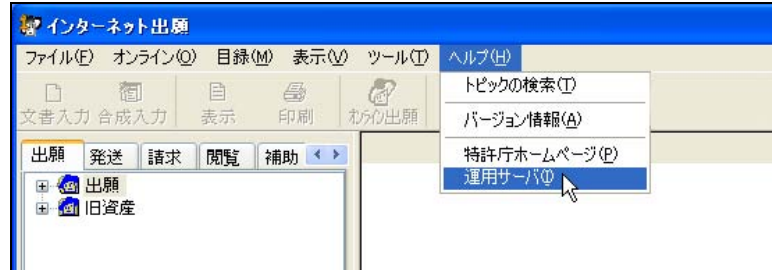 インターネット出願
ファイル(F) オンライン(O) 目録(M) 表示(V) ツール(T) ヘルプ(H)
文書入力 合成入力 表示 印刷 オンライン出願
トピックの検索(T)
バージョン情報(A)
特許庁ホームページ(P)
運用サーバ(I)
出願 発送 請求 閲覧 補助
出願
旧資産